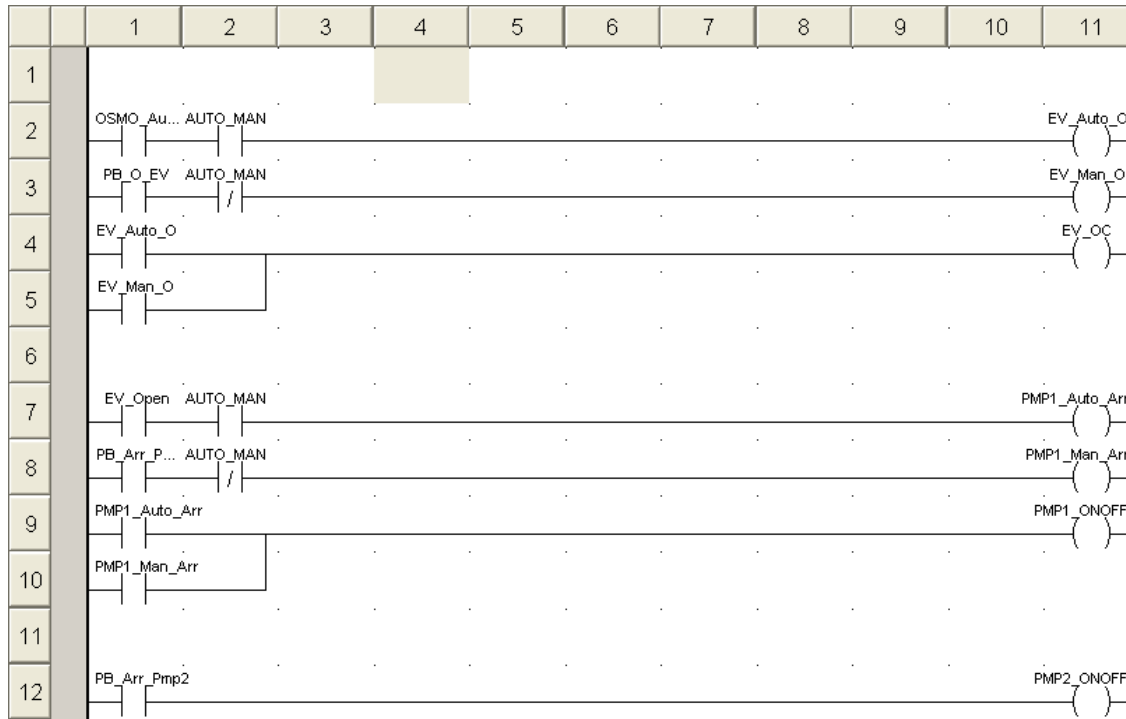 1 2 3 4 5 6 7 8 9 10 11
1
OSMO_Au... AUTO_MAN EV_Auto_O
2
PB_O_EV AUTO_MAN EV_Man_O
3
/
EV_Auto_O EV_OC
4
EV_Man_O
5
6
EV_Open AUTO_MAN PMP1_Auto_Arr
7
PB_Arr_P... AUTO_MAN PMP1_Man_Arr
8
/
PMP1_Auto_Arr PMP1_ONOFF
9
PMP1_Man_Arr
10
11
PB_Arr_Pmp2 PMP2_ONOFF
12